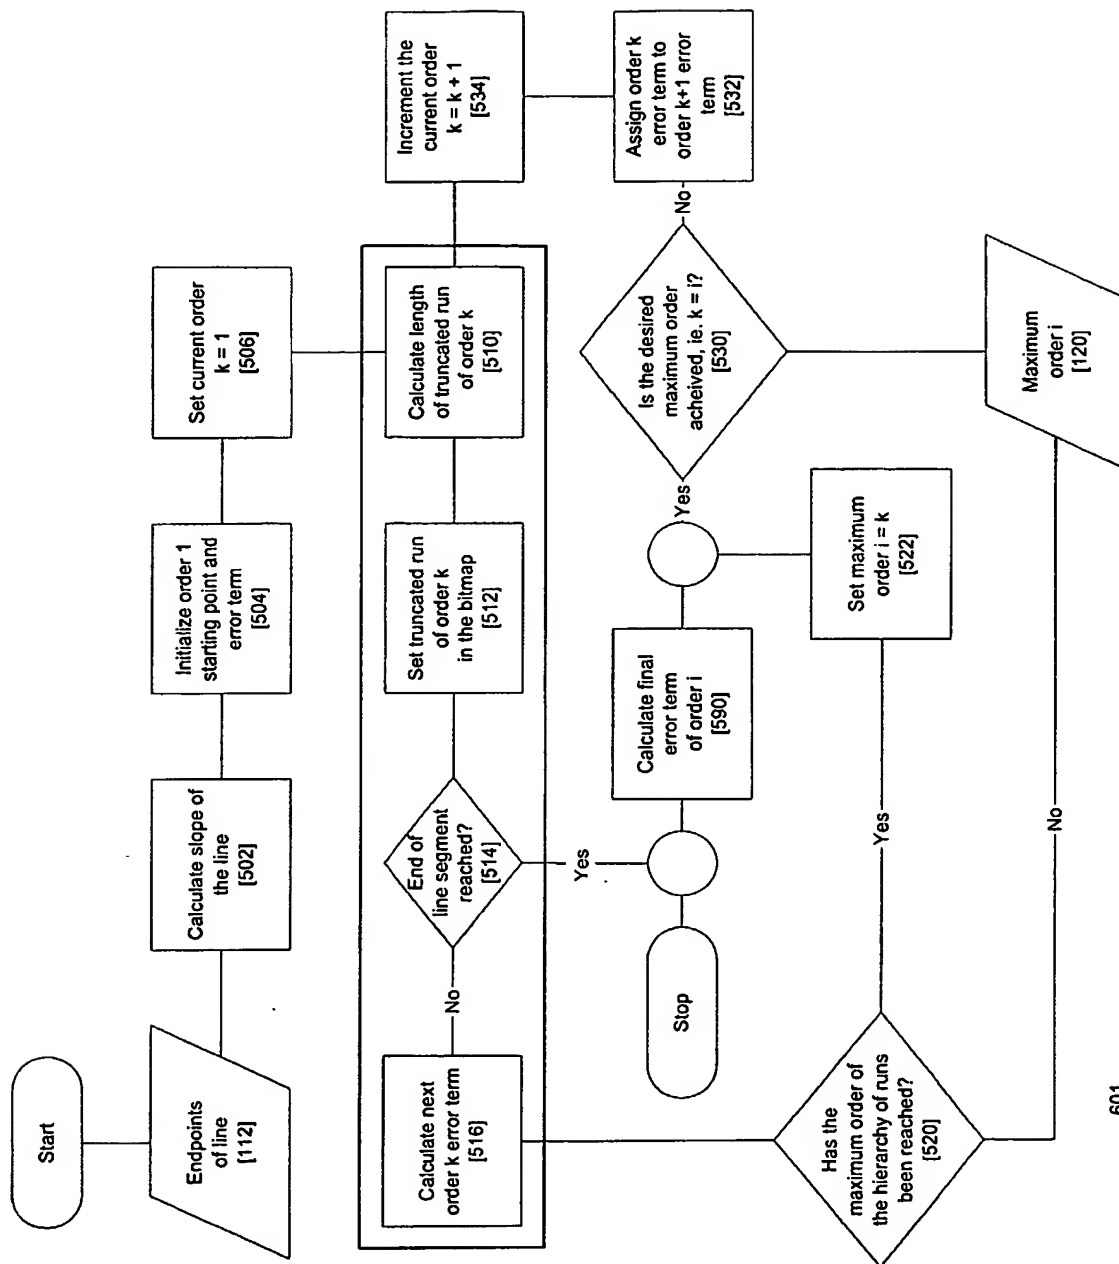 Start
Endpoints
of line
[112]
Calculate slope of
the line
[502]
Initialize order 1
starting point and
error term
[504]
Set current order
k = 1
[506]
Calculate length
of truncated run
of order k
[510]
Set truncated run
of order k
in the bitmap
[512]
End of
line segment
reached?
[514]
No
Yes
Calculate next
order k error term
[516]
Has the
maximum order of
the hierarchy of runs
been reached?
[520]
Yes
No
Set maximum
order i = k
[522]
Maximum
order i
[120]
Is the desired
maximum order
acheived, ie. k = i?
[530]
Yes
No
Assign order k
error term to
order k+1 error
term
[532]
Increment the
current order
k = k + 1
[534]
Calculate final
error term
of order i
[590]
Stop
601